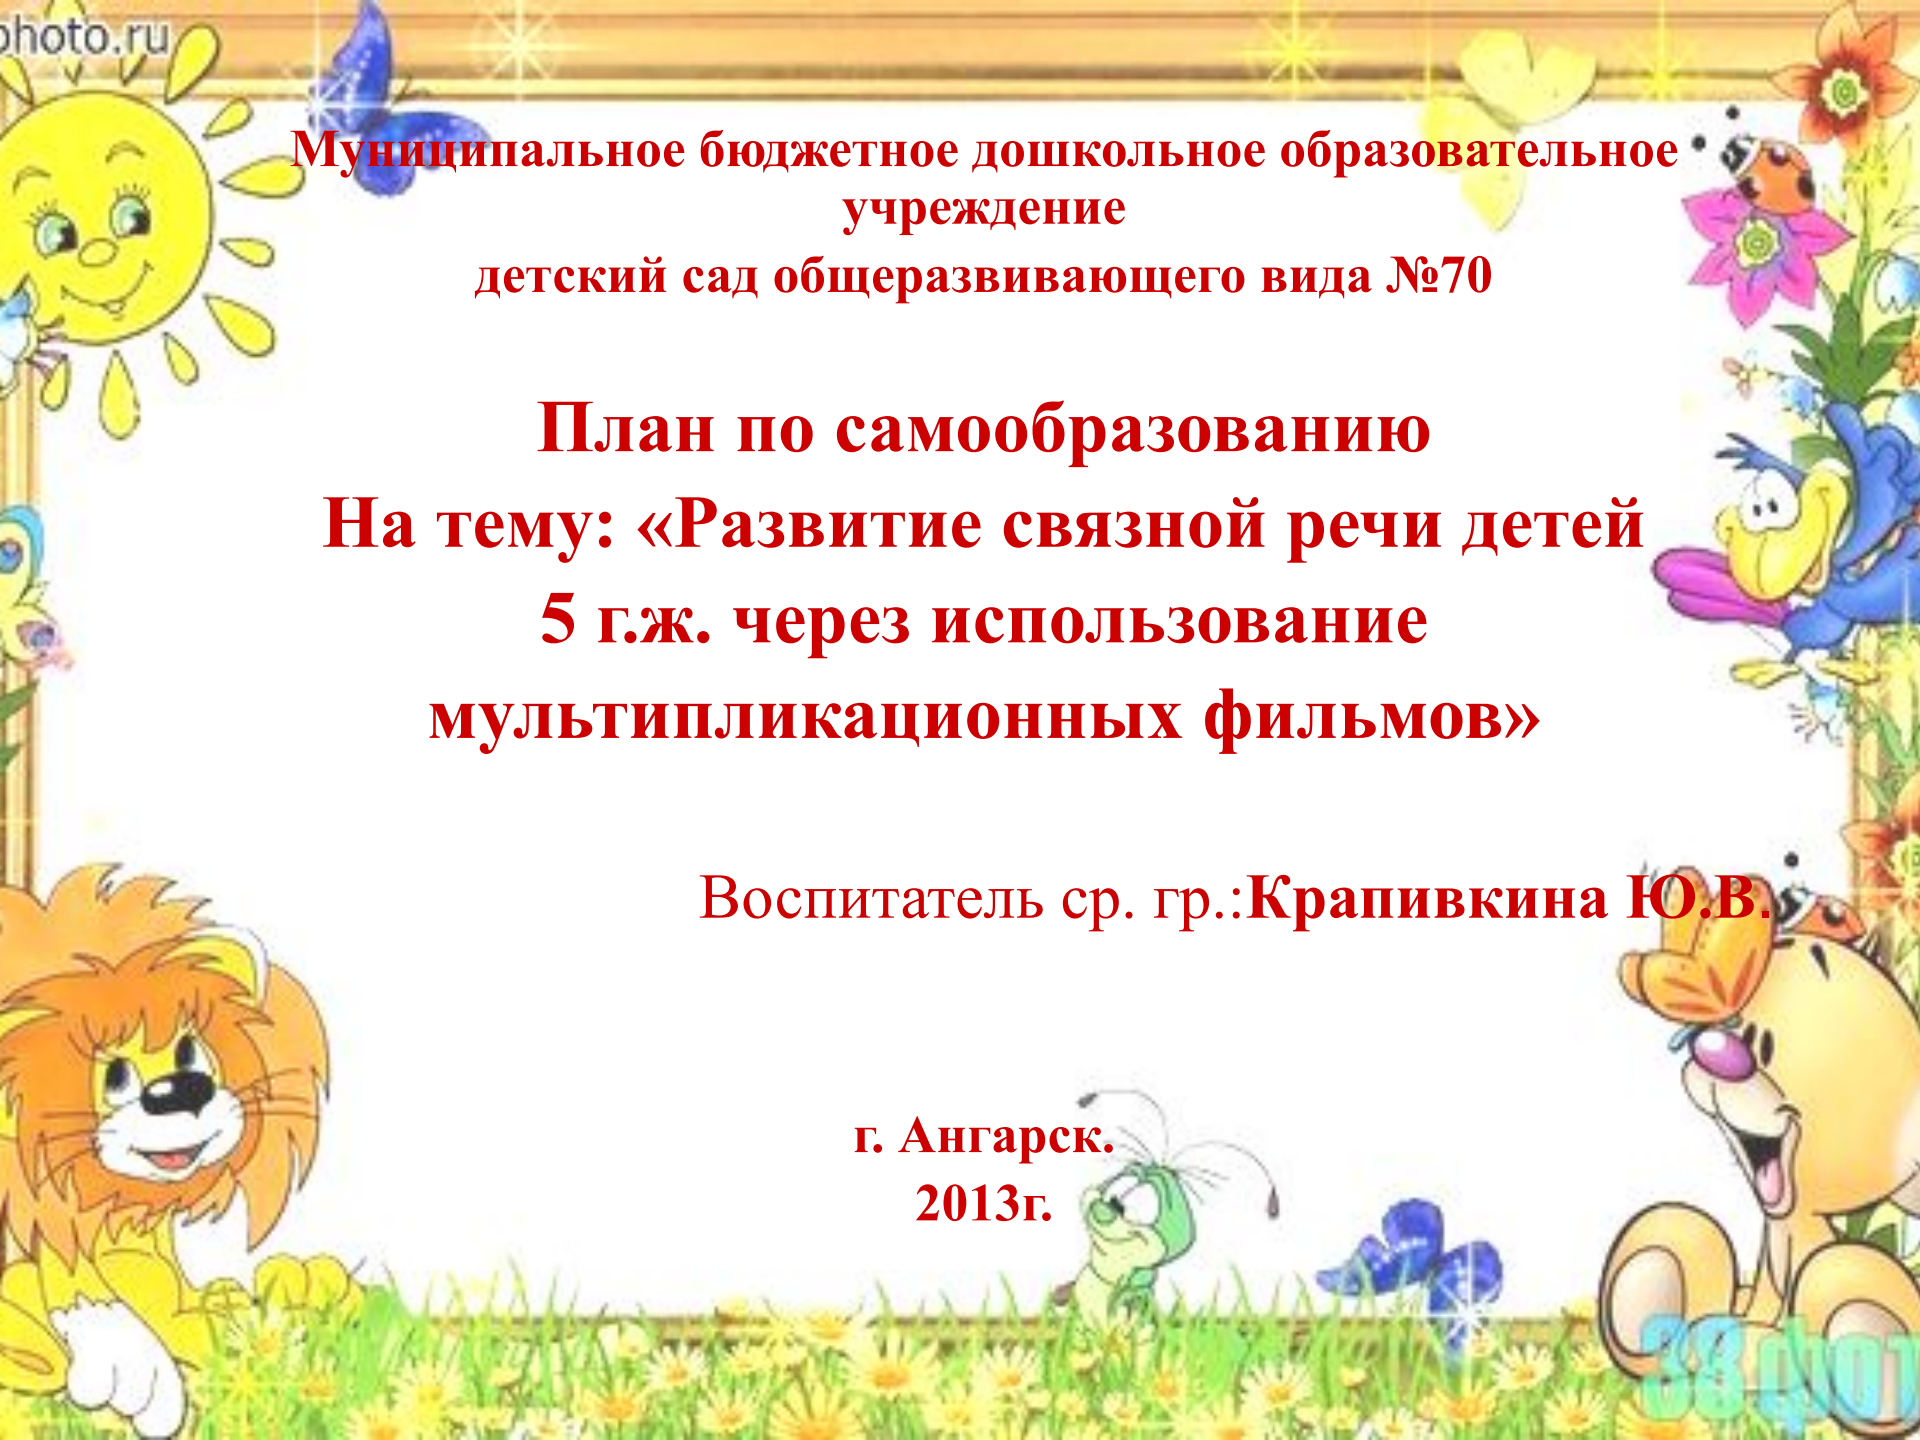 photo.ru
Муниципальное бюджетное дошкольное образовательное
учреждение
детский сад общеразвивающего вида №70
План по самообразованию
На тему: «Развитие связной речи детей
5 г.ж. через использование
мультипликационных фильмов»
Воспитатель ср. гр.:Крапивкина Ю.В.
г. Ангарск.
2013г.